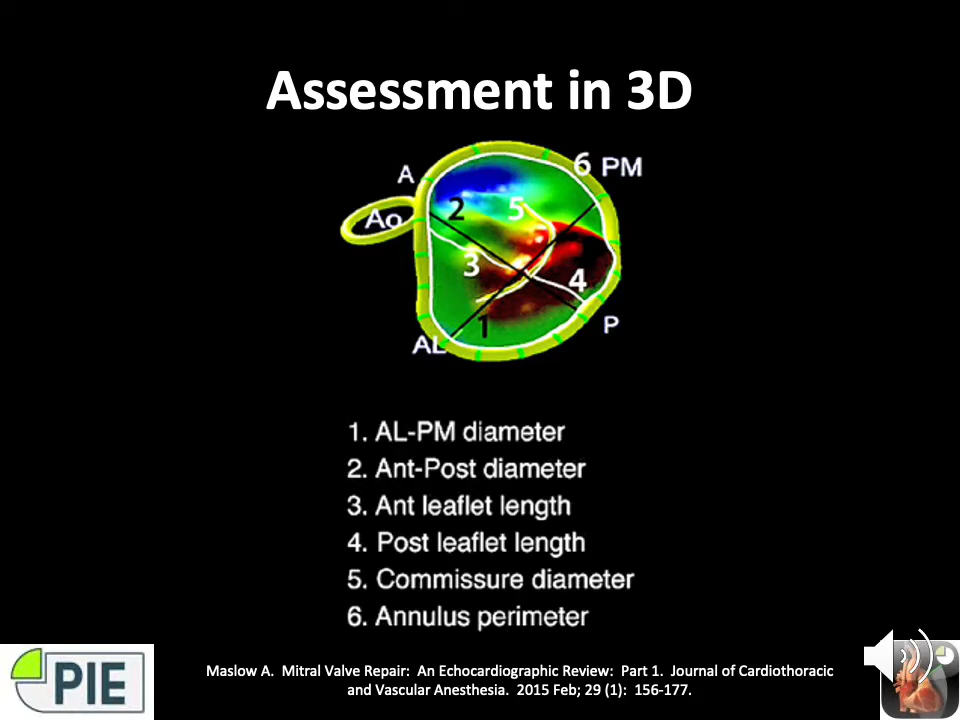 Assessment in 3D
A
6 PM
Ao
2
5
3
4
1
P
AL
1. AL-PM diameter
2. Ant-Post diameter
3. Ant leaflet length
4. Post leaflet length
5. Commissure diameter
6. Annulus perimeter
PIE
Maslow A. Mitral Valve Repair: An Echocardiographic Review: Part 1. Journal of Cardiothoracic
and Vascular Anesthesia. 2015 Feb; 29 (1): 156-177.